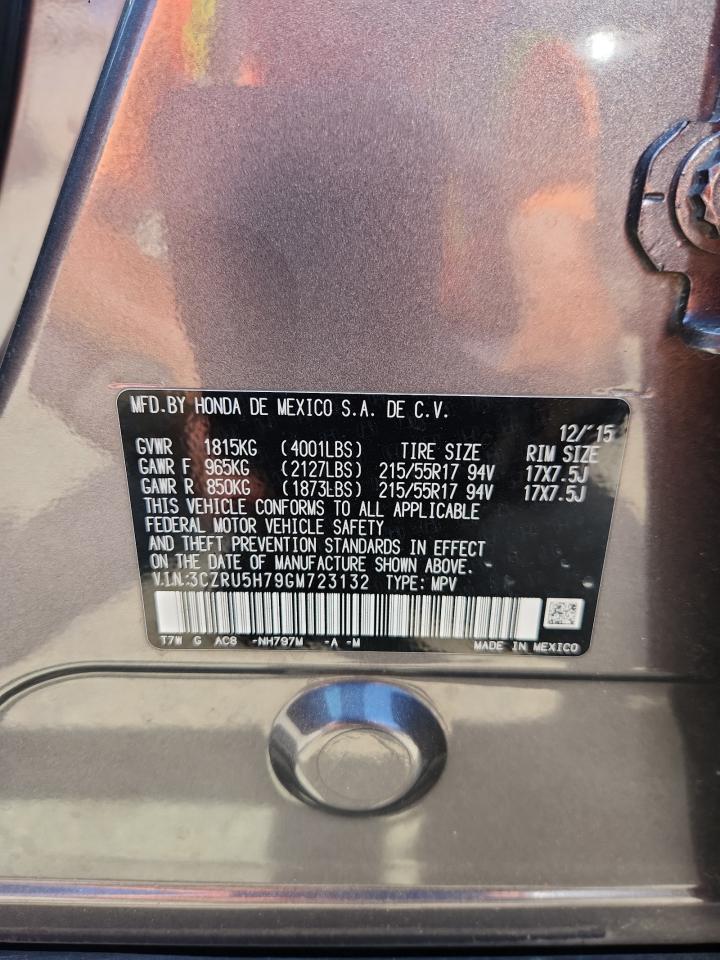 MFD.BY HONDA DE MEXICO S.A. DE C.V.
12/15
GVWR 1815KG (4001LBS) TIRE SIZE RIM SIZE
GAWR F 965KG (2127LBS) 215/55R17 94V 17X7.5J
GAWR R 850KG (1873LBS) 215/55R17 94V 17X7.5J
THIS VEHICLE CONFORMS TO ALL APPLICABLE
FEDERAL MOTOR VEHICLE SAFETY
AND THEFT PREVENTION STANDARDS IN EFFECT
ON THE DATE OF MANUFACTURE SHOWN ABOVE.
V.I.N:3CZRU5H79GM723132 TYPE: MPV
T7W G AC8 -NH797M -A -M MADE IN MEXICO